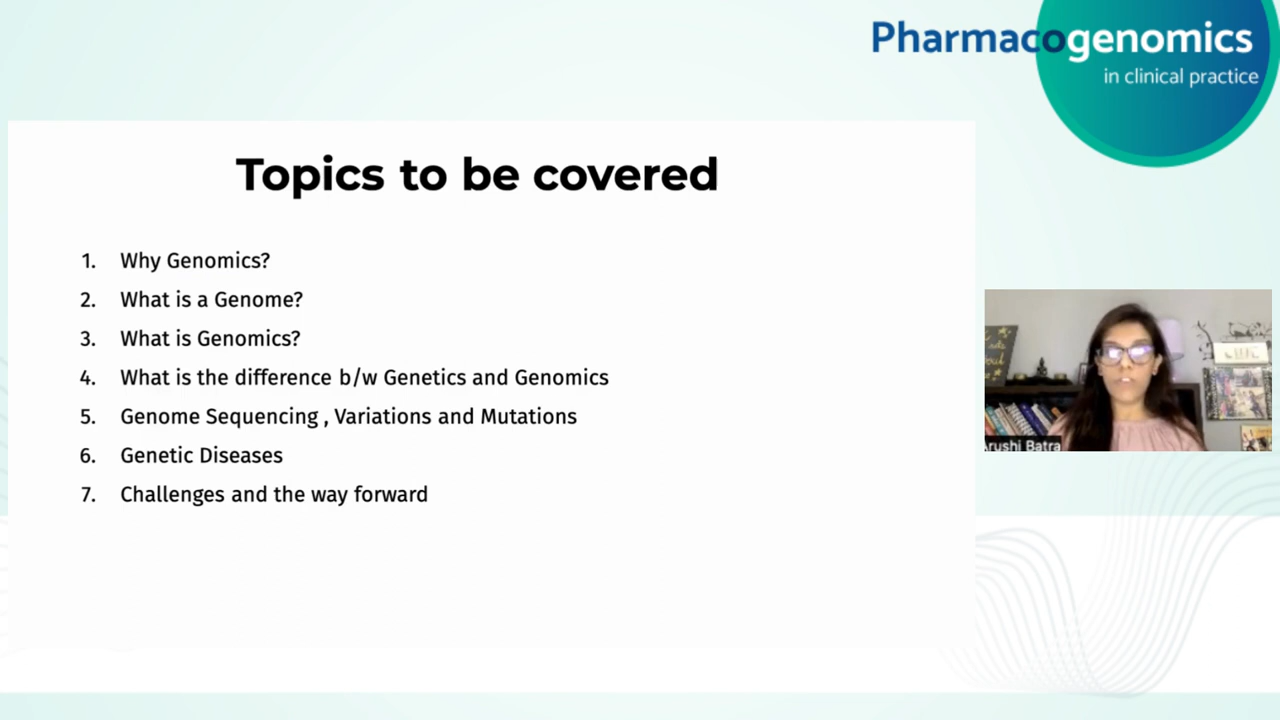 Pharmacogenomics
in clinical practice
Topics to be covered
1. Why Genomics?
2. What is a Genome?
3. What is Genomics?
4. What is the difference b/w Genetics and Genomics
5. Genome Sequencing , Variations and Mutations
6. Genetic Diseases
7. Challenges and the way forward
Arushi Batra